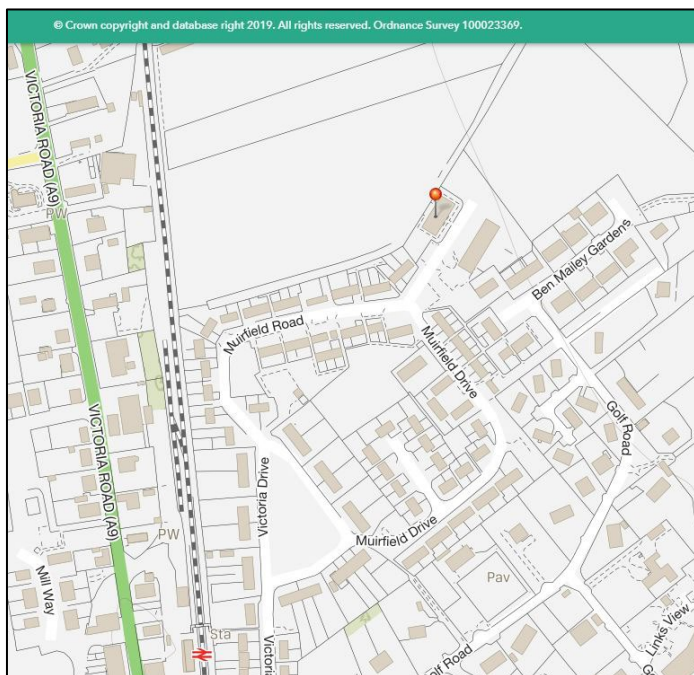 © Crown copyright and database right 2019. All rights reserved. Ordnance Survey 100023369.
VICTORIA ROAD (A9)
PW
Ben Mailey Gardens
Muirfield Road
Muirfield Drive
Golf Road
VICTORIA ROAD (A9)
Victoria Drive
PW
Muirfield Drive
Mill Way
Pav
Sta
Links View
Victoria
olf Road
G